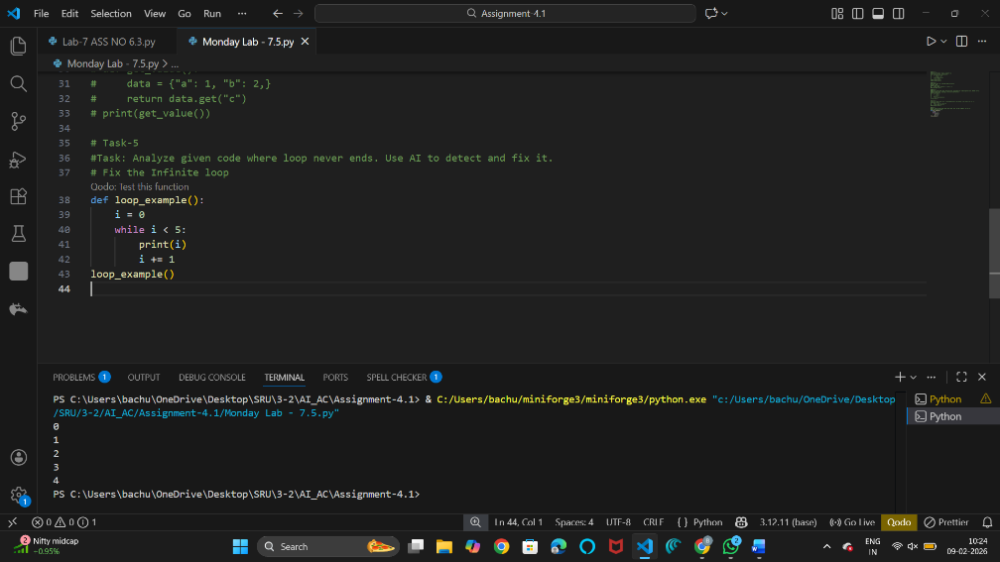 File Edit Selection View Go Run ··· Assignment-4.1
Lab-7 ASS NO 6.3.py Monday Lab - 7.5.py
Monday Lab - 7.5.py > ...
31 #     data = {"a": 1, "b": 2,}
32 #     return data.get("c")
33 # print(get_value())
34
35 # Task-5
36 #Task: Analyze given code where loop never ends. Use AI to detect and fix it.
37 # Fix the Infinite loop
Qodo: Test this function
38 def loop_example():
39     i = 0
40     while i < 5:
41         print(i)
42         i += 1
43 loop_example()
44
PROBLEMS 1 OUTPUT DEBUG CONSOLE TERMINAL PORTS SPELL CHECKER 1
PS C:\Users\bachu\OneDrive\Desktop\SRU\3-2\AI_AC\Assignment-4.1> & C:/Users/bachu/miniforge3/miniforge3/python.exe "c:/Users/bachu/OneDrive/Desktop
/SRU/3-2/AI_AC/Assignment-4.1/Monday Lab - 7.5.py"
0
1
2
3
4
PS C:\Users\bachu\OneDrive\Desktop\SRU\3-2\AI_AC\Assignment-4.1>
Python
Python
1
0 0 1 Ln 44, Col 1 Spaces: 4 UTF-8 CRLF {} Python 3.12.11 (base) Go Live Qodo Prettier
2 Nifty midcap
-0.95%
Search
2
ENG
IN
10:24
09-02-2026